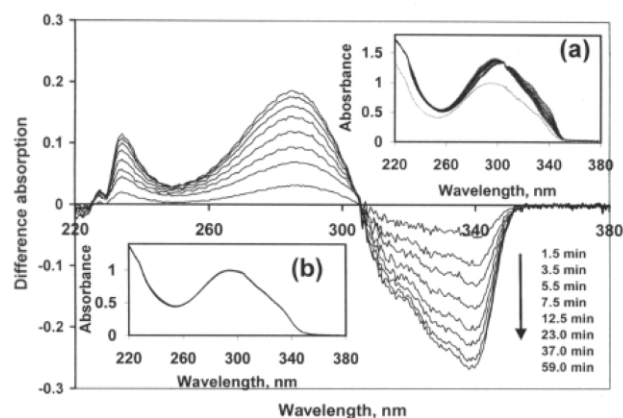 0.3
0.2
0.1
0
-0.1
-0.2
-0.3
Difference absorption
220
260
300
340
380
Wavelength, nm
(a)
Abosrbance
1.5
1
0.5
0
220 260 300 340 380
Wavelength, nm
(b)
Absorbance
1
0.5
0
220 260 300 340 380
Wavelength, nm
1.5 min
3.5 min
5.5 min
7.5 min
12.5 min
23.0 min
37.0 min
59.0 min